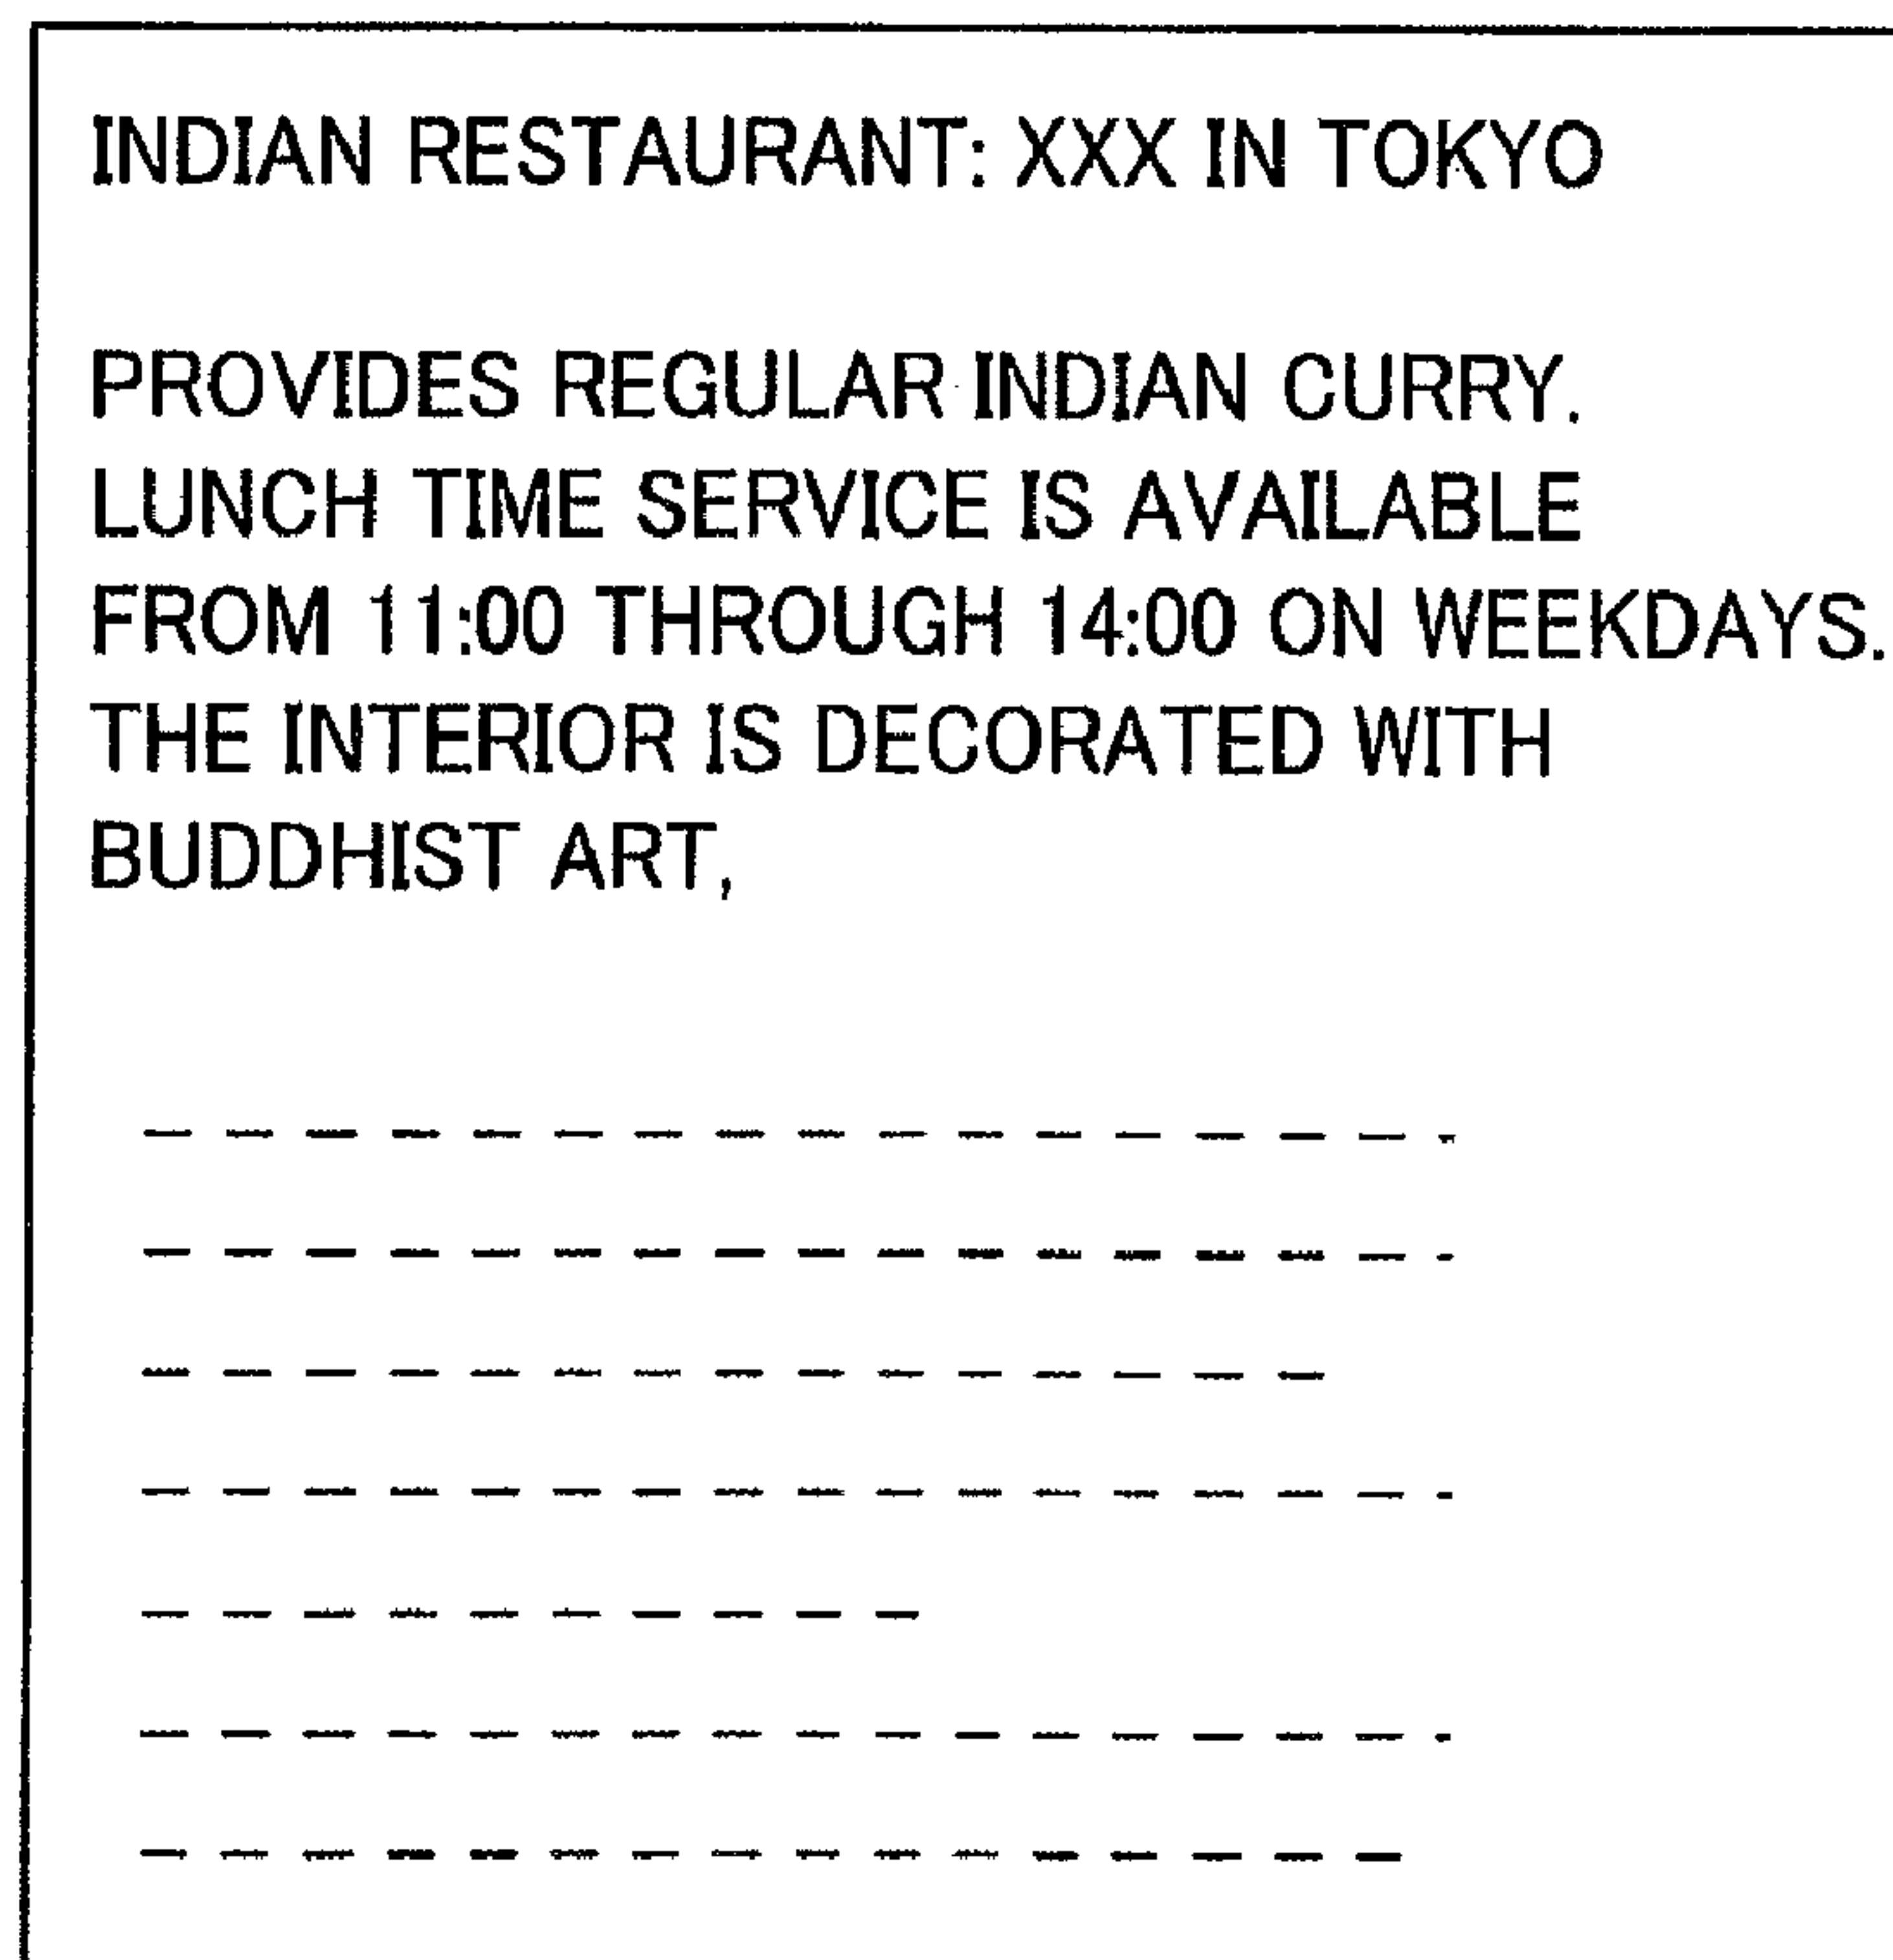 INDIAN RESTAURANT: XXX IN TOKYO
PROVIDES REGULAR INDIAN CURRY.
LUNCH TIME SERVICE IS AVAILABLE
FROM 11:00 THROUGH 14:00 ON WEEKDAYS.
THE INTERIOR IS DECORATED WITH
BUDDHIST ART,